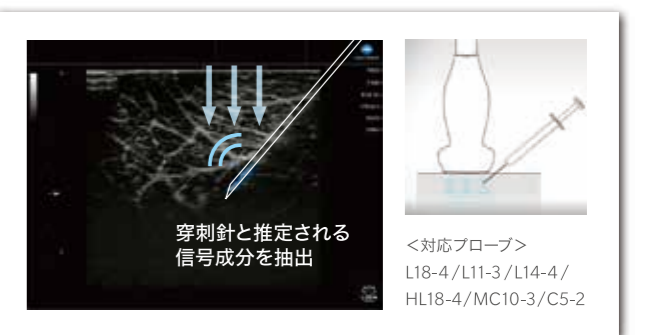 穿刺針と推定される
信号成分を抽出
＜対応プローブ＞
L18-4/L11-3/L14-4/
HL18-4/MC10-3/C5-2